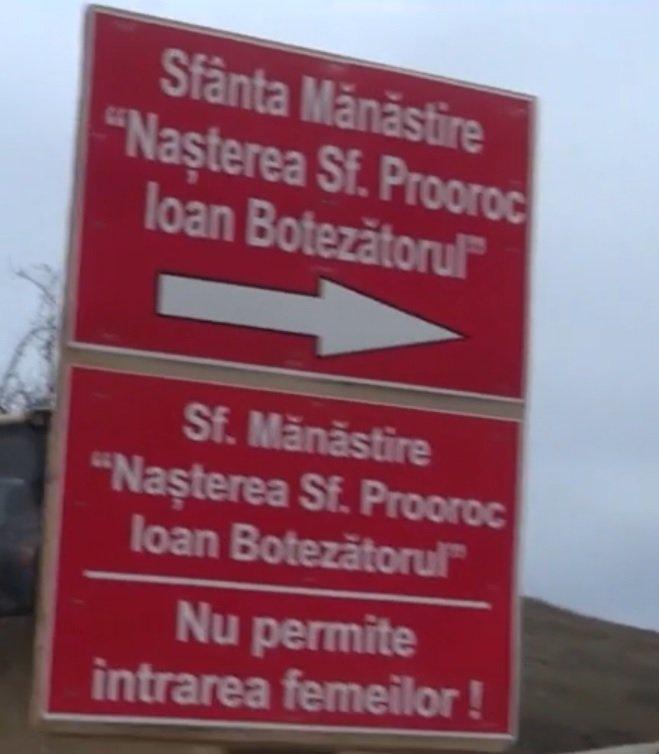 Sfânta Mănăstire
“Nașterea Sf. Prooroc
Ioan Botezătorul”
Sf. Mănăstire
“Nașterea Sf. Prooroc
Ioan Botezătorul”
Nu permite
intrarea femeilor !